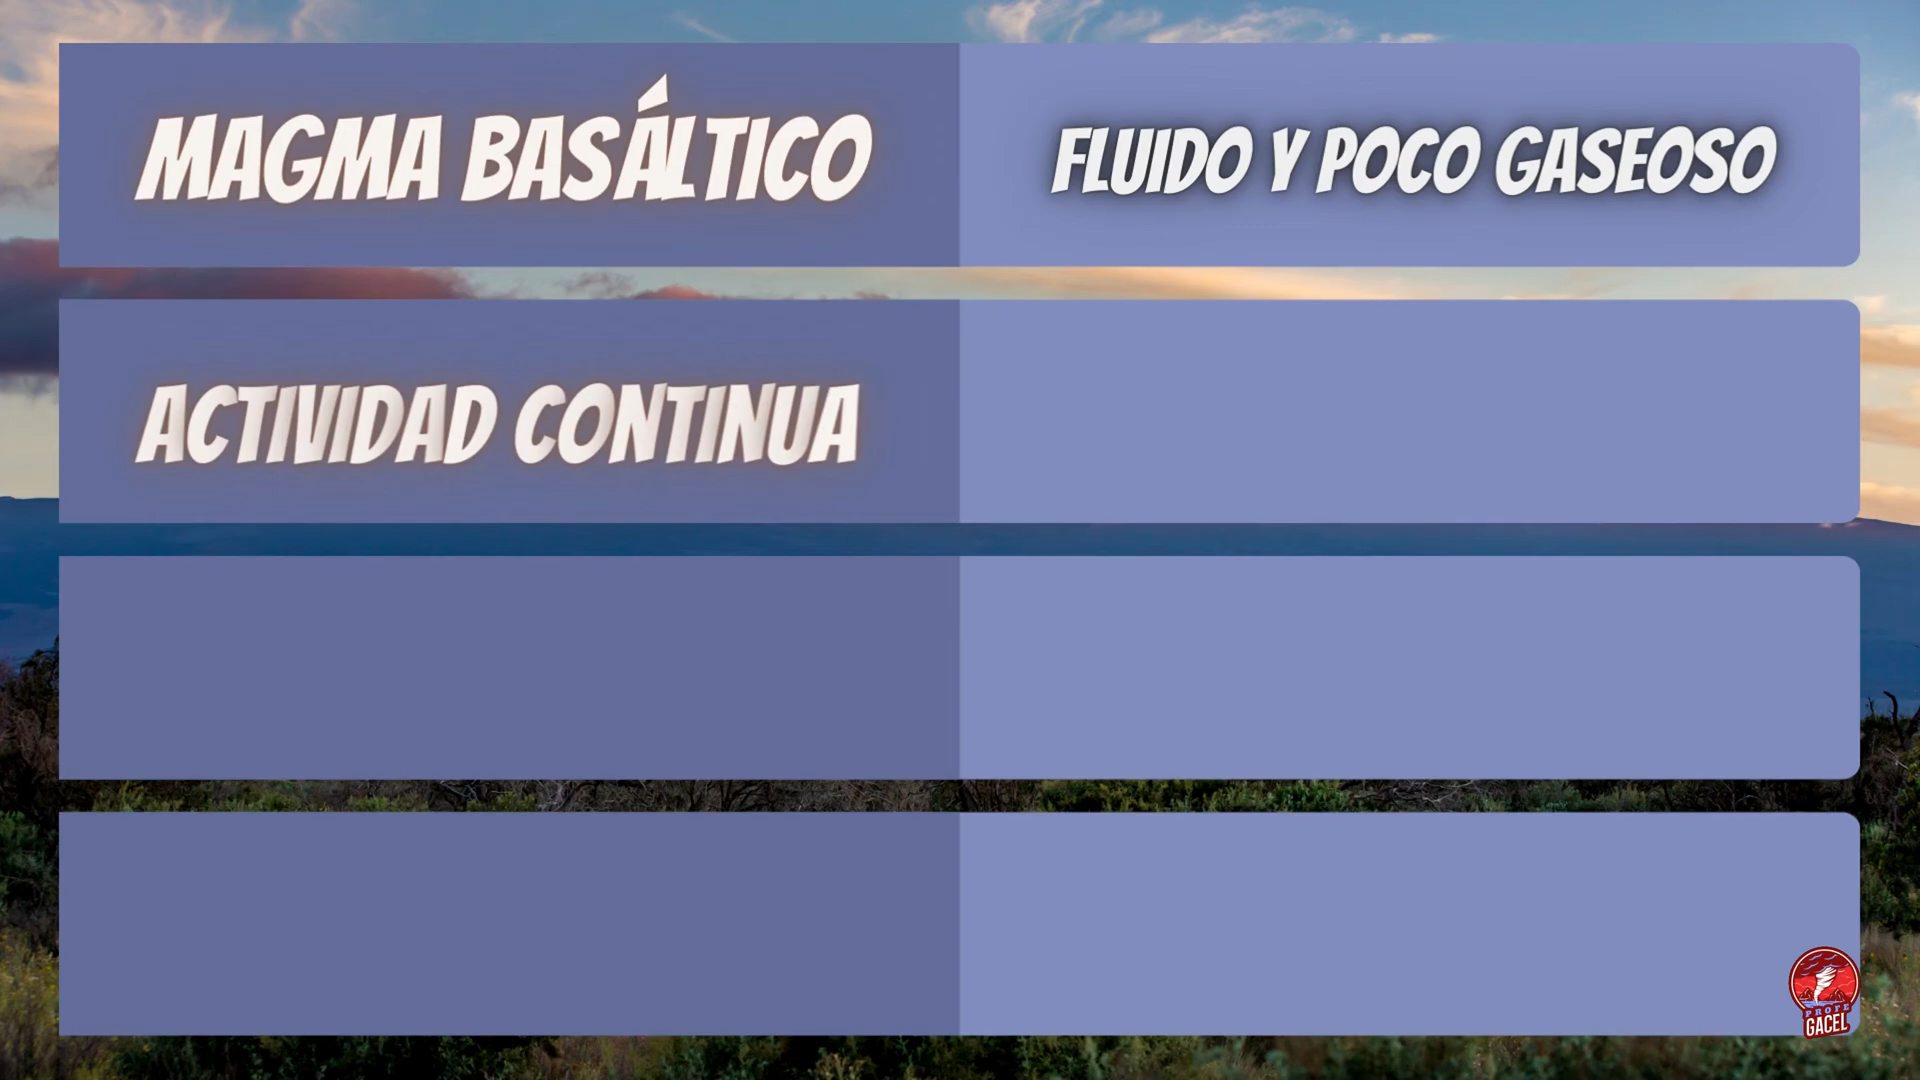 MAGMA BASÁLTICO
FLUIDO Y POCO GASEOSO
ACTIVIDAD CONTINUA
PROFE
GACEL